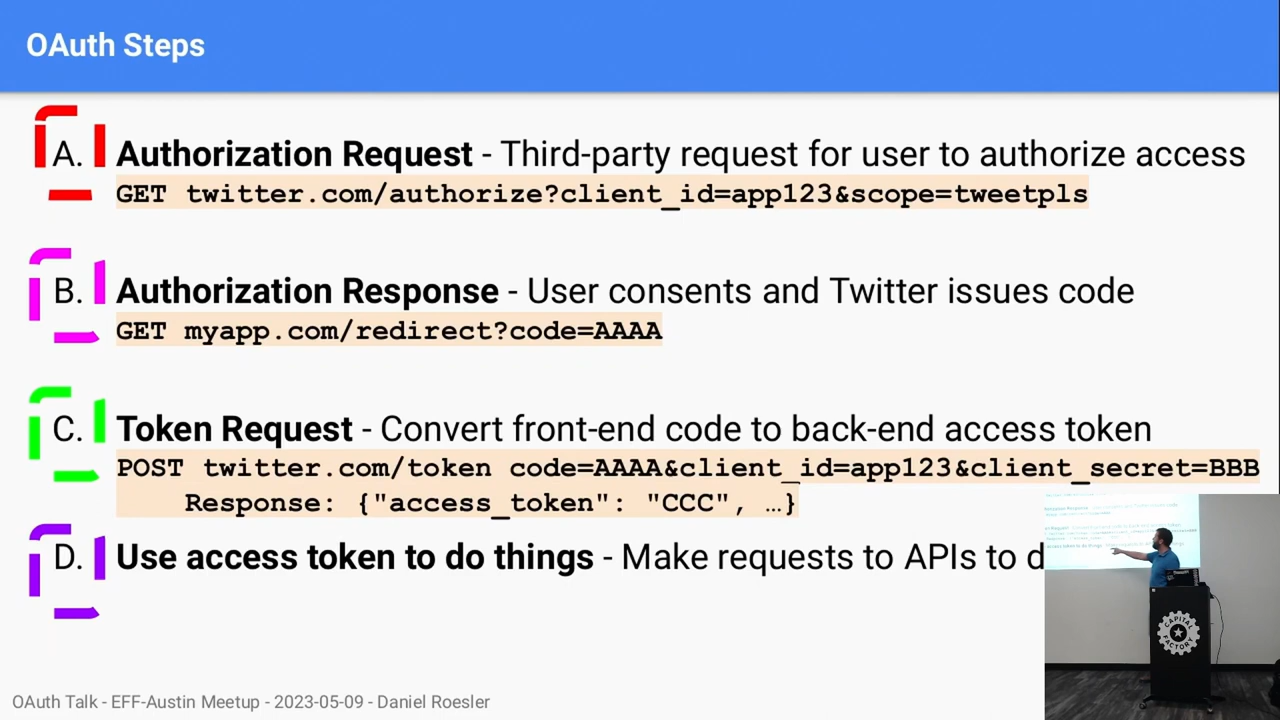 OAuth Steps
A. Authorization Request - Third-party request for user to authorize access
GET twitter.com/authorize?client_id=app123&scope=tweetpls
B. Authorization Response - User consents and Twitter issues code
GET myapp.com/redirect?code=AAAA
C. Token Request - Convert front-end code to back-end access token
POST twitter.com/token code=AAAA&client_id=app123&client_secret=BBB
Response: {"access_token": "CCC", …}
D. Use access token to do things - Make requests to APIs to d
CAPITAL
FACTORY
OAuth Talk - EFF-Austin Meetup - 2023-05-09 - Daniel Roesler